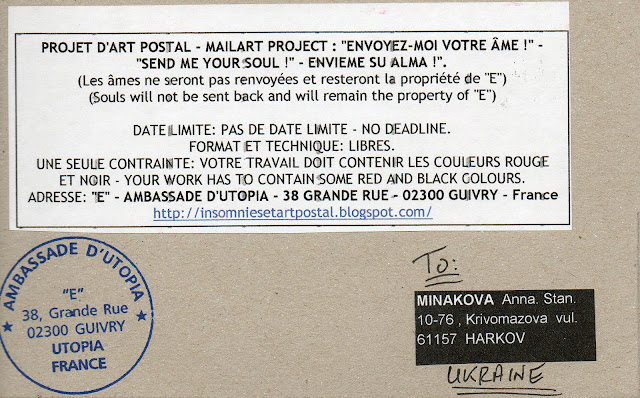 PROJET D'ART POSTAL - MAILART PROJECT : "ENVOYEZ-MOI VOTRE ÂME !" -
"SEND ME YOUR SOUL !" - ENVIEME SU ALMA !".
(Les âmes ne seront pas renvoyées et resteront la propriété de "E")
(Souls will not be sent back and will remain the property of "E")
DATE LIMITE: PAS DE DATE LIMITE - NO DEADLINE.
FORMAT ET TECHNIQUE: LIBRES.
UNE SEULE CONTRAINTE: VOTRE TRAVAIL DOIT CONTENIR LES COULEURS ROUGE
ET NOIR - YOUR WORK HAS TO CONTAIN SOME RED AND BLACK COLOURS.
ADRESSE: "E" - AMBASSADE D'UTOPIA - 38 GRANDE RUE - 02300 GUIVRY - France
http://insomniesetartpostal.blogspot.com/
AMBASSADE D'UTOPIA
"E"
38, Grande Rue
02300 GUIVRY
UTOPIA
FRANCE
To:
MINAKOVA Anna. Stan.
10-76 , Krivomazova vul.
61157 HARKOV
UKRAINE